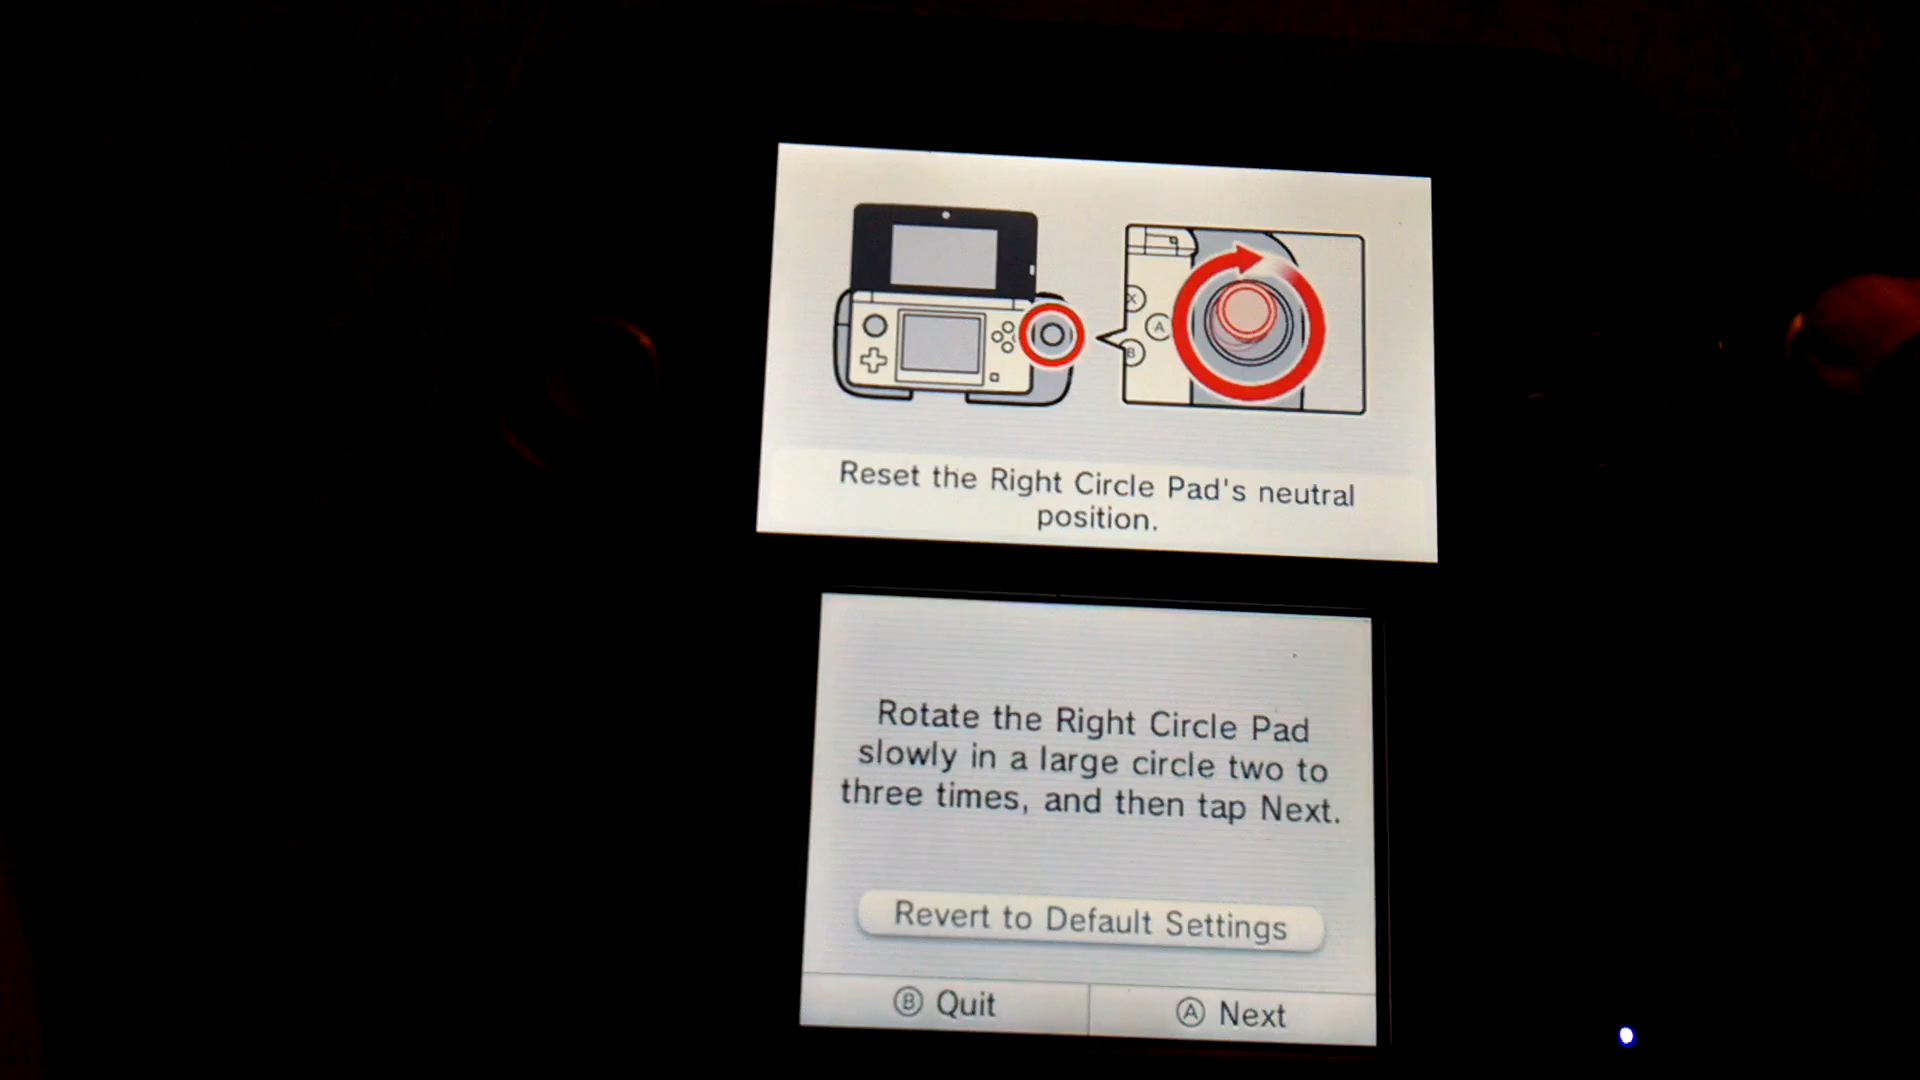 X
A
B
Reset the Right Circle Pad's neutral
position.
Rotate the Right Circle Pad
slowly in a large circle two to
three times, and then tap Next.
Revert to Default Settings
Ⓑ Quit
Ⓐ Next